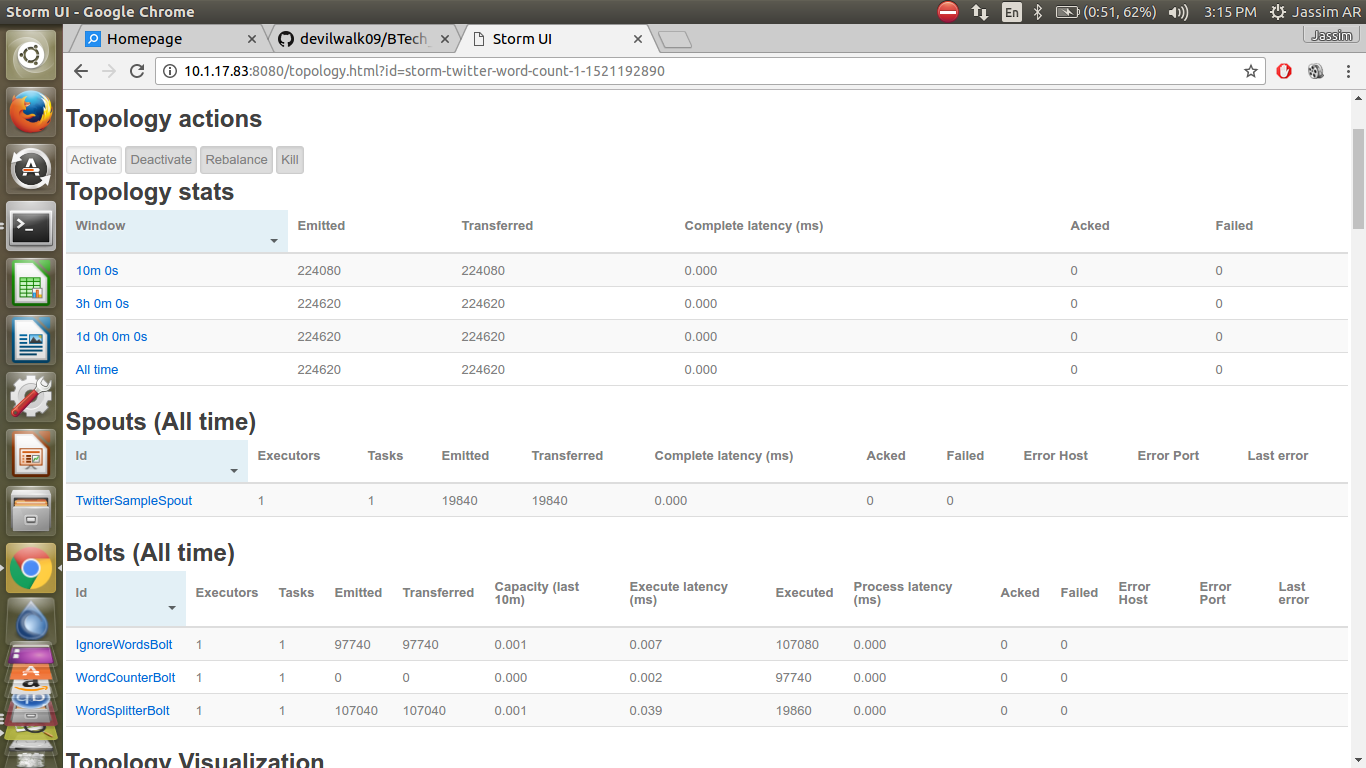 Storm UI - Google Chrome En (0:51, 62%) 3:15 PM Jassim AR
Homepage × devilwalk09/BTech × Storm UI × Jassim
10.1.17.83:8080/topology.html?id=storm-twitter-word-count-1-1521192890
Topology actions
Activate Deactivate Rebalance Kill
Topology stats
Window Emitted Transferred Complete latency (ms) Acked Failed
10m 0s 224080 224080 0.000 0 0
3h 0m 0s 224620 224620 0.000 0 0
1d 0h 0m 0s 224620 224620 0.000 0 0
All time 224620 224620 0.000 0 0
Spouts (All time)
Id Executors Tasks Emitted Transferred Complete latency (ms) Acked Failed Error Host Error Port Last error
TwitterSampleSpout 1 1 19840 19840 0.000 0 0
Bolts (All time)
Id Executors Tasks Emitted Transferred Capacity (last 10m) Execute latency (ms) Executed Process latency (ms) Acked Failed Error Host Error Port Last error
IgnoreWordsBolt 1 1 97740 97740 0.001 0.007 107080 0.000 0 0
WordCounterBolt 1 1 0 0 0.000 0.002 97740 0.000 0 0
WordSplitterBolt 1 1 107040 107040 0.001 0.039 19860 0.000 0 0
Topology Visualization